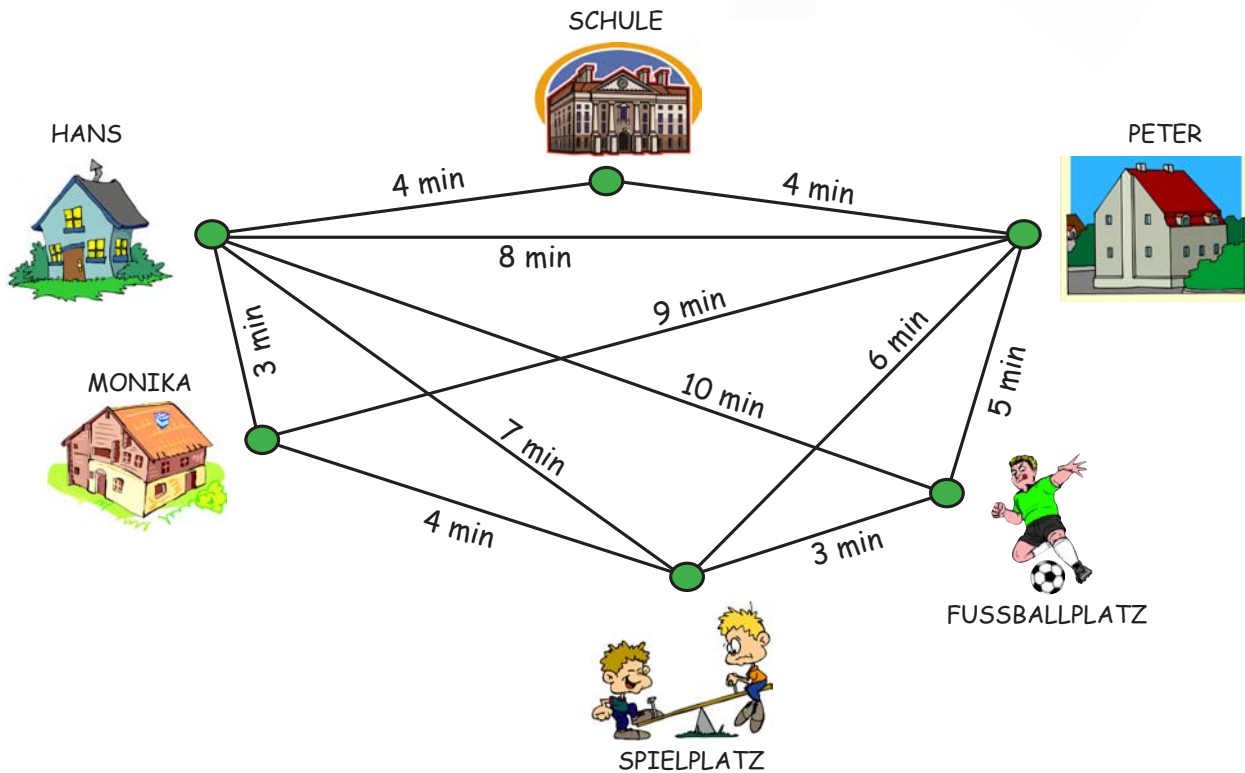 SCHULE
HANS
PETER
4 min
4 min
8 min
9 min
3 min
6 min
MONIKA
10 min
5 min
7 min
4 min
3 min
FUSSBALLPLATZ
SPIELPLATZ